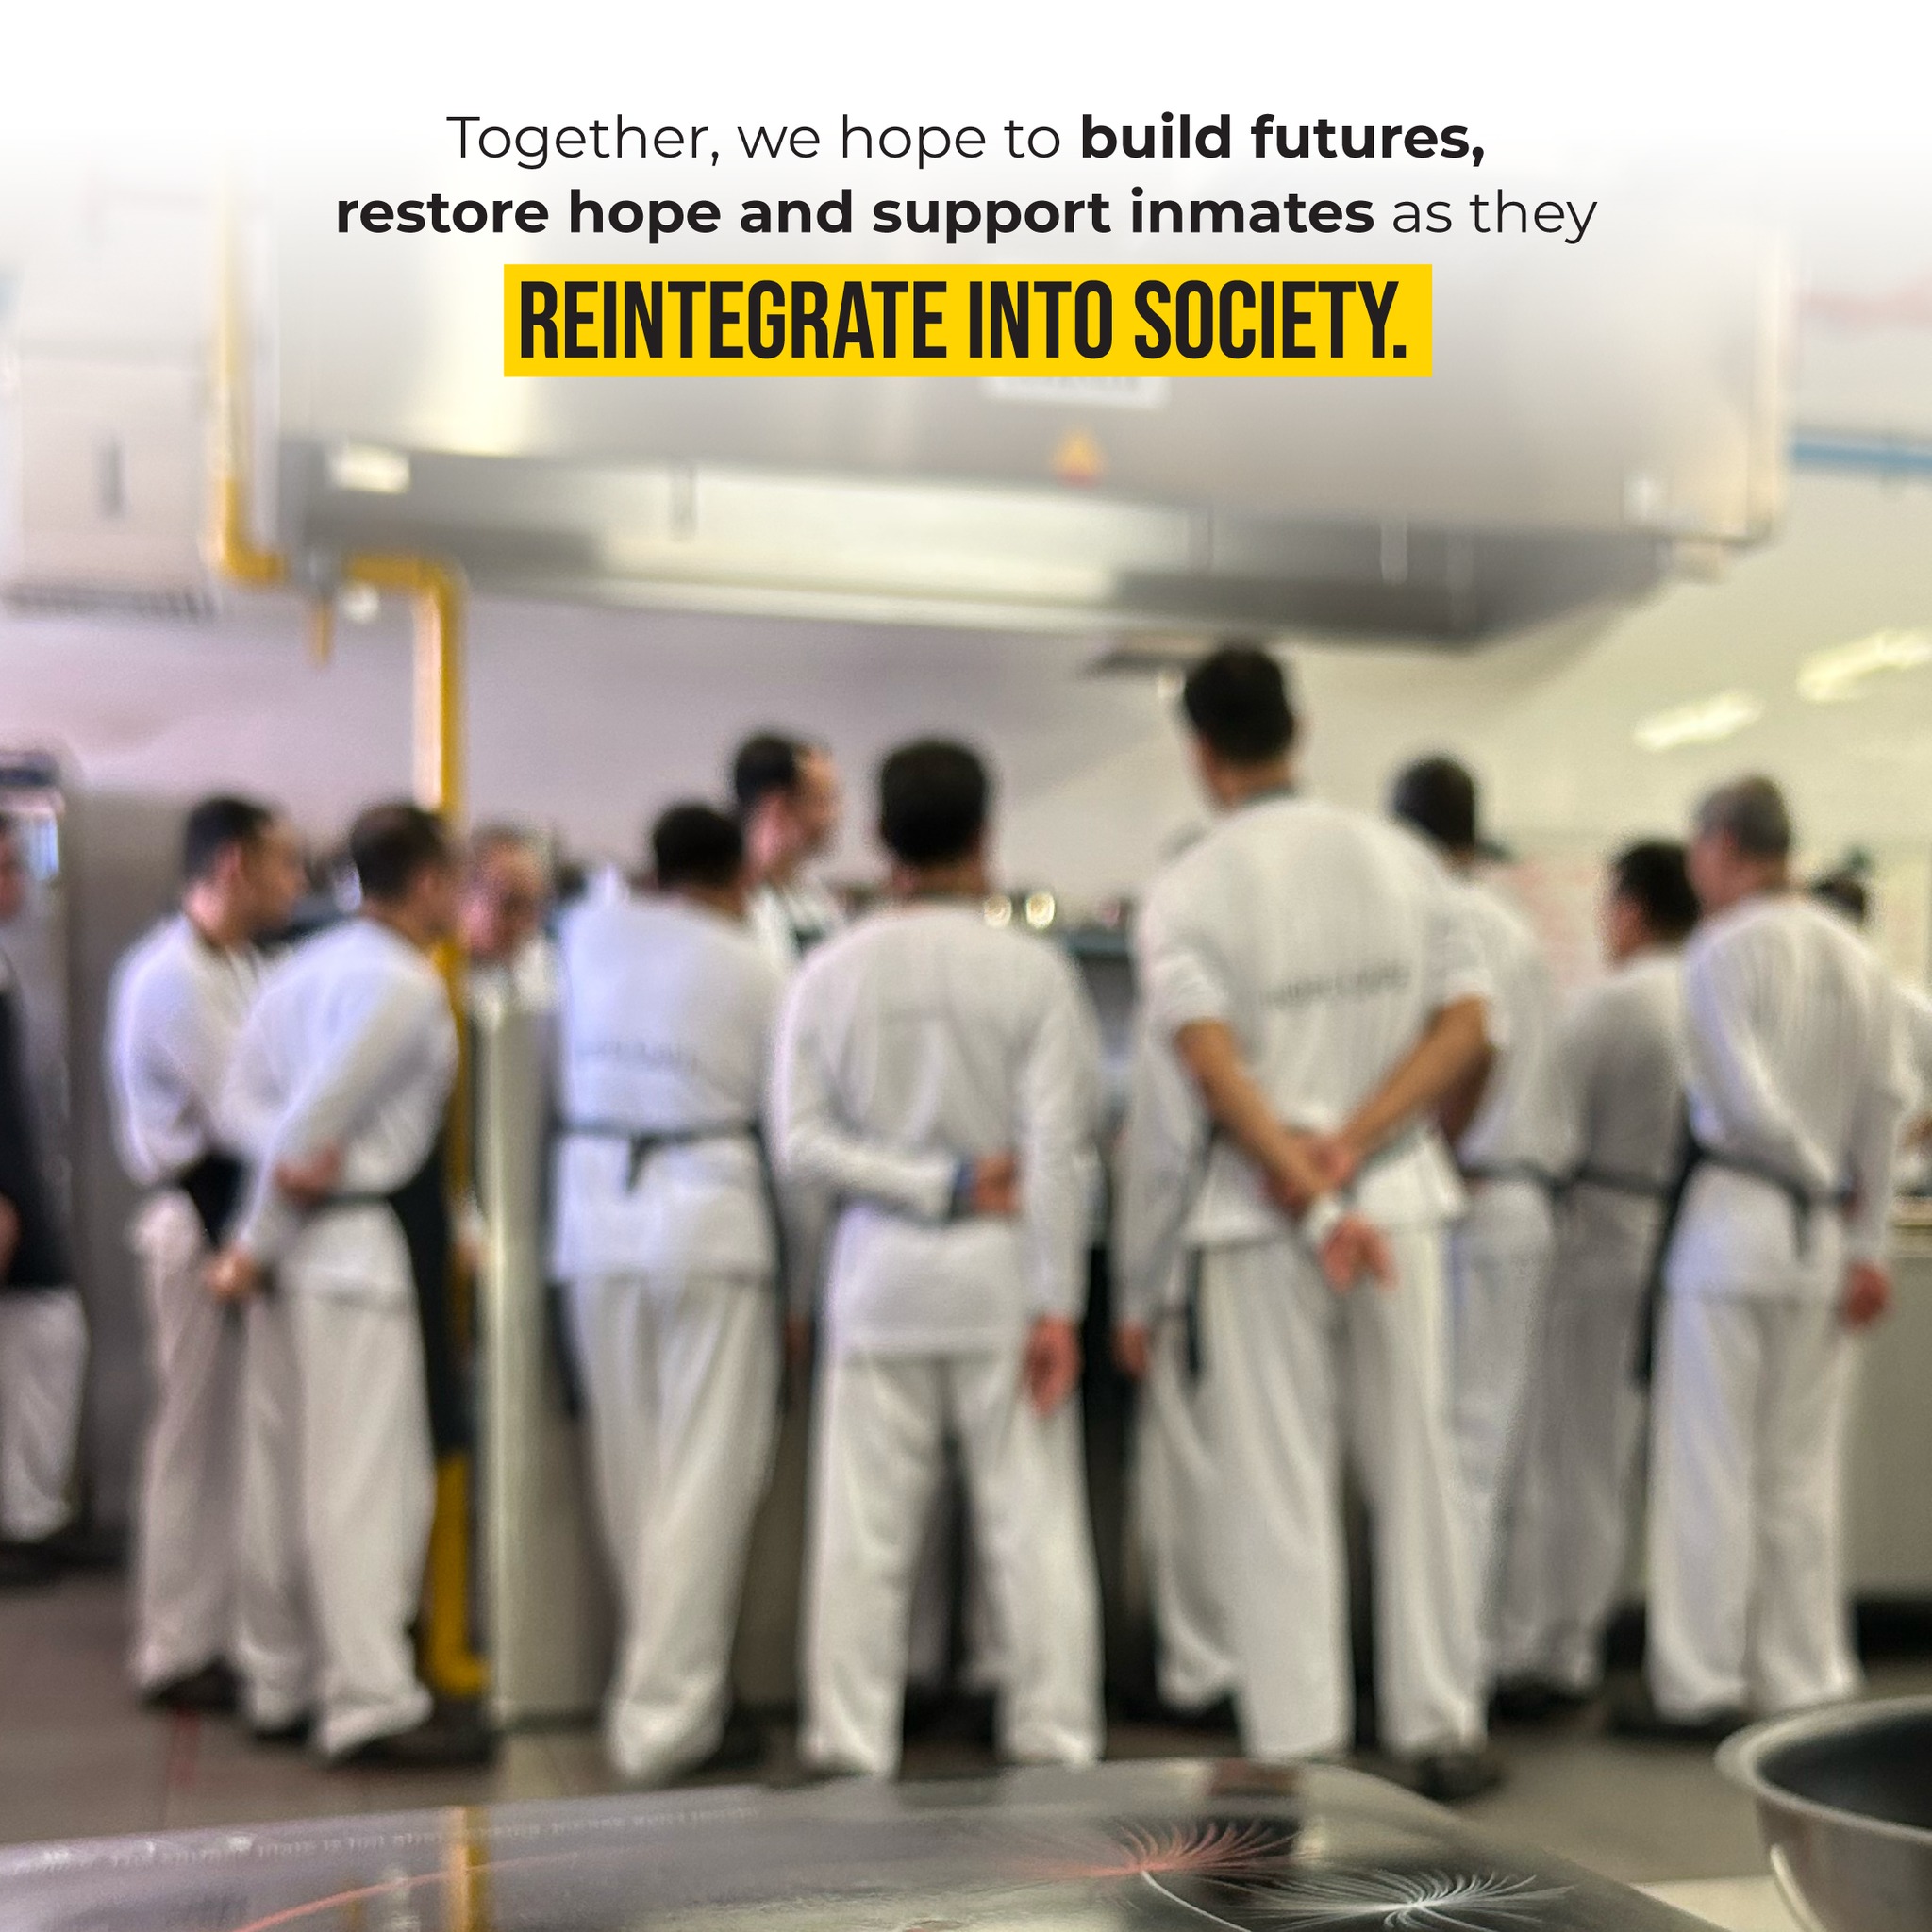 Together, we hope to build futures,
restore hope and support inmates as they
REINTEGRATE INTO SOCIETY.